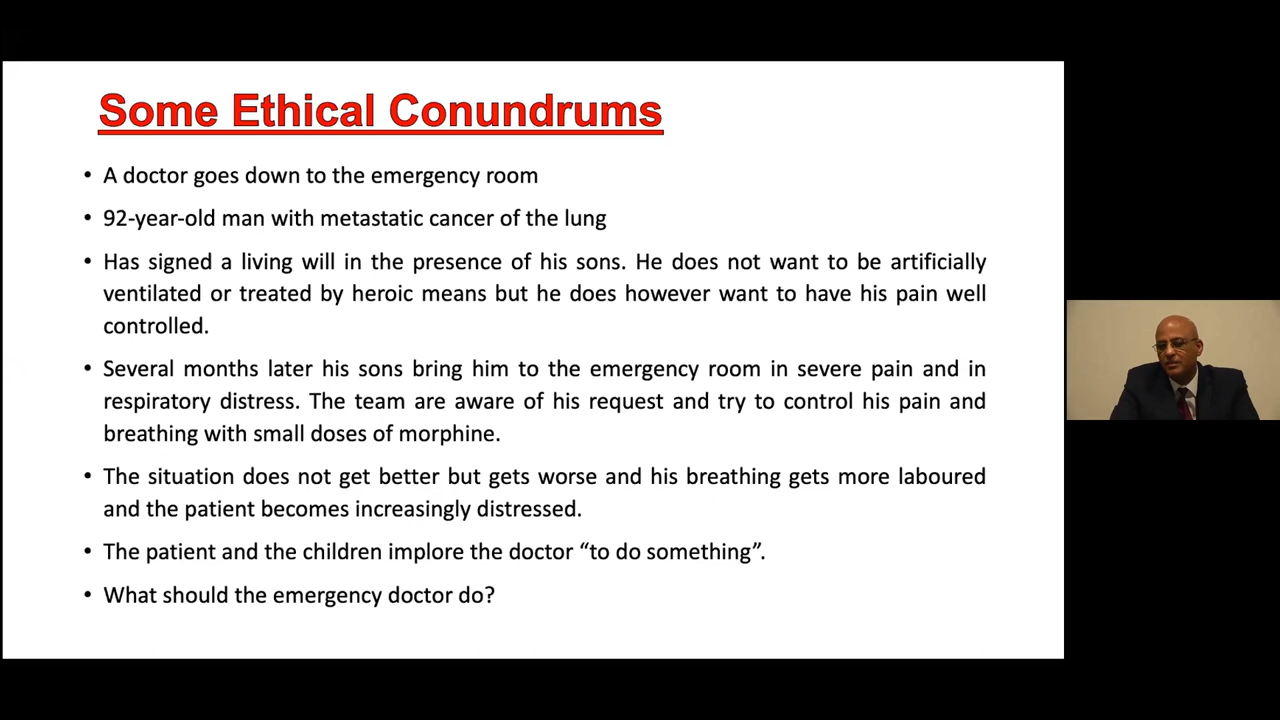 Some Ethical Conundrums
• A doctor goes down to the emergency room
• 92-year-old man with metastatic cancer of the lung
• Has signed a living will in the presence of his sons. He does not want to be artificially
ventilated or treated by heroic means but he does however want to have his pain well
controlled.
• Several months later his sons bring him to the emergency room in severe pain and in
respiratory distress. The team are aware of his request and try to control his pain and
breathing with small doses of morphine.
• The situation does not get better but gets worse and his breathing gets more laboured
and the patient becomes increasingly distressed.
• The patient and the children implore the doctor “to do something”.
• What should the emergency doctor do?